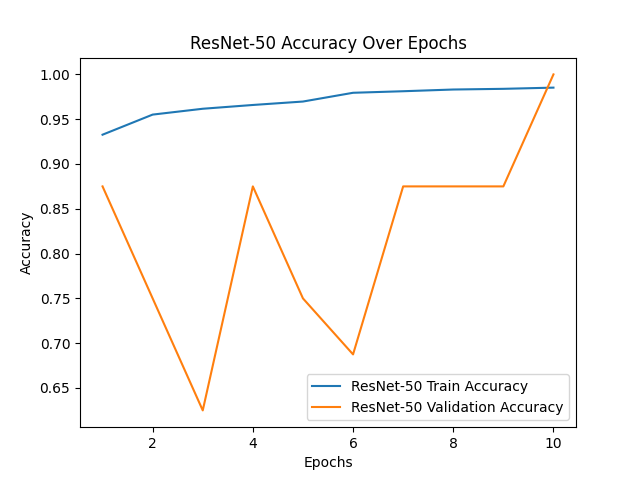 ResNet-50 Accuracy Over Epochs
Accuracy
1.00
0.95
0.90
0.85
0.80
0.75
0.70
0.65
ResNet-50 Train Accuracy
ResNet-50 Validation Accuracy
2 4 6 8 10
Epochs